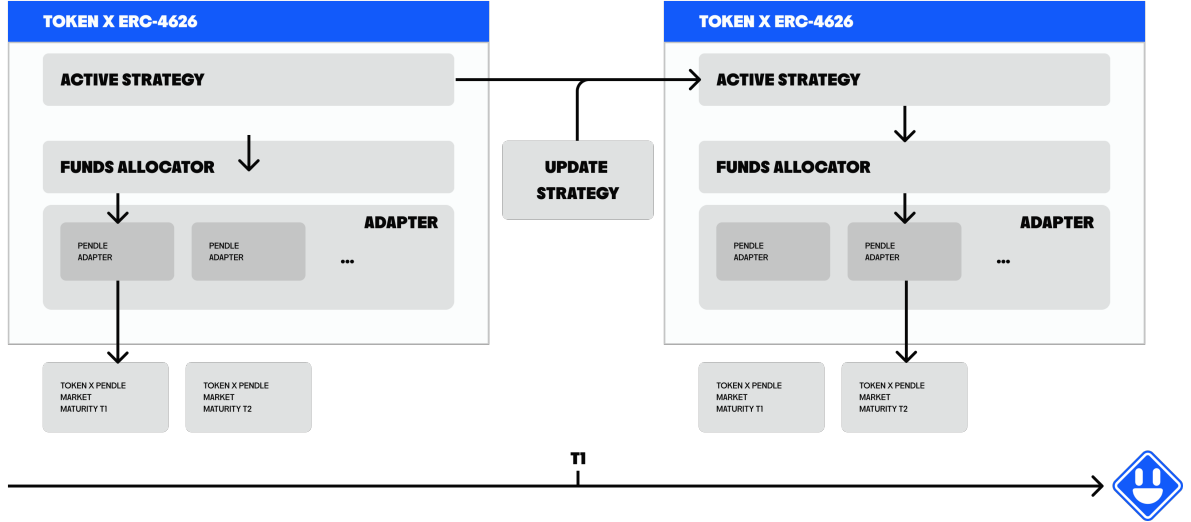 TOKEN X ERC-4626
ACTIVE STRATEGY
FUNDS ALLOCATOR
ADAPTER
PENDLE
ADAPTER
PENDLE
ADAPTER
...
TOKEN X PENDLE
MARKET
MATURITY T1
TOKEN X PENDLE
MARKET
MATURITY T2
UPDATE
STRATEGY
TOKEN X ERC-4626
ACTIVE STRATEGY
FUNDS ALLOCATOR
ADAPTER
PENDLE
ADAPTER
PENDLE
ADAPTER
...
TOKEN X PENDLE
MARKET
MATURITY T1
TOKEN X PENDLE
MARKET
MATURITY T2
T1